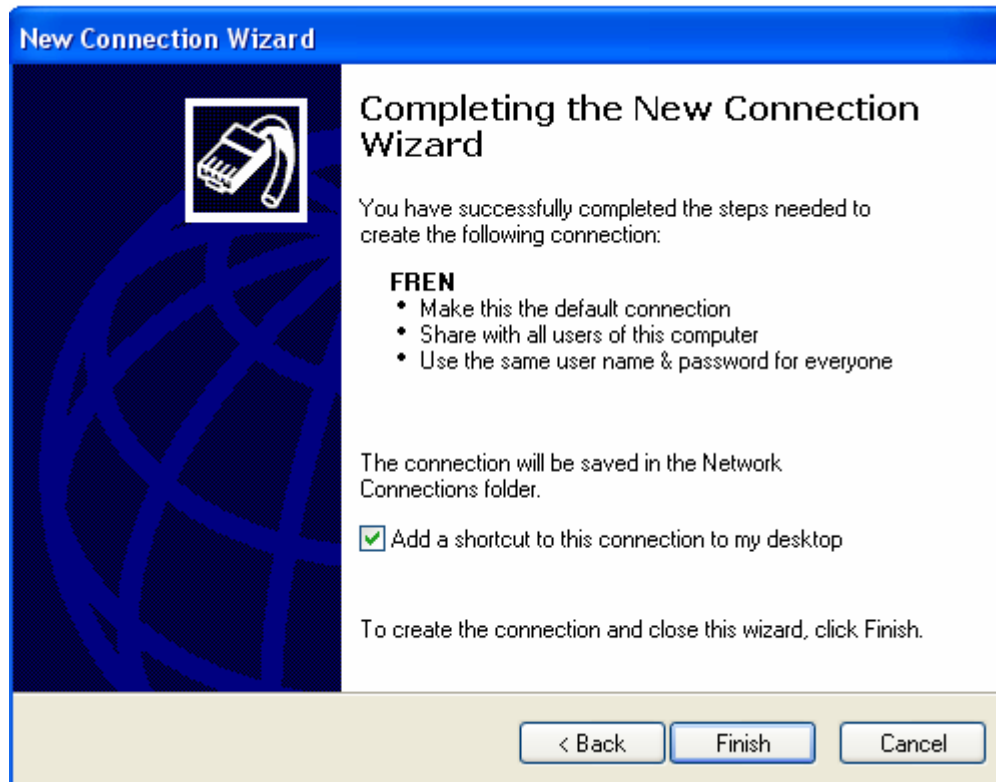 New Connection Wizard
Completing the New Connection
Wizard
You have successfully completed the steps needed to
create the following connection:
FREN
• Make this the default connection
• Share with all users of this computer
• Use the same user name & password for everyone
The connection will be saved in the Network
Connections folder.
Add a shortcut to this connection to my desktop
To create the connection and close this wizard, click Finish.
< Back
Finish
Cancel